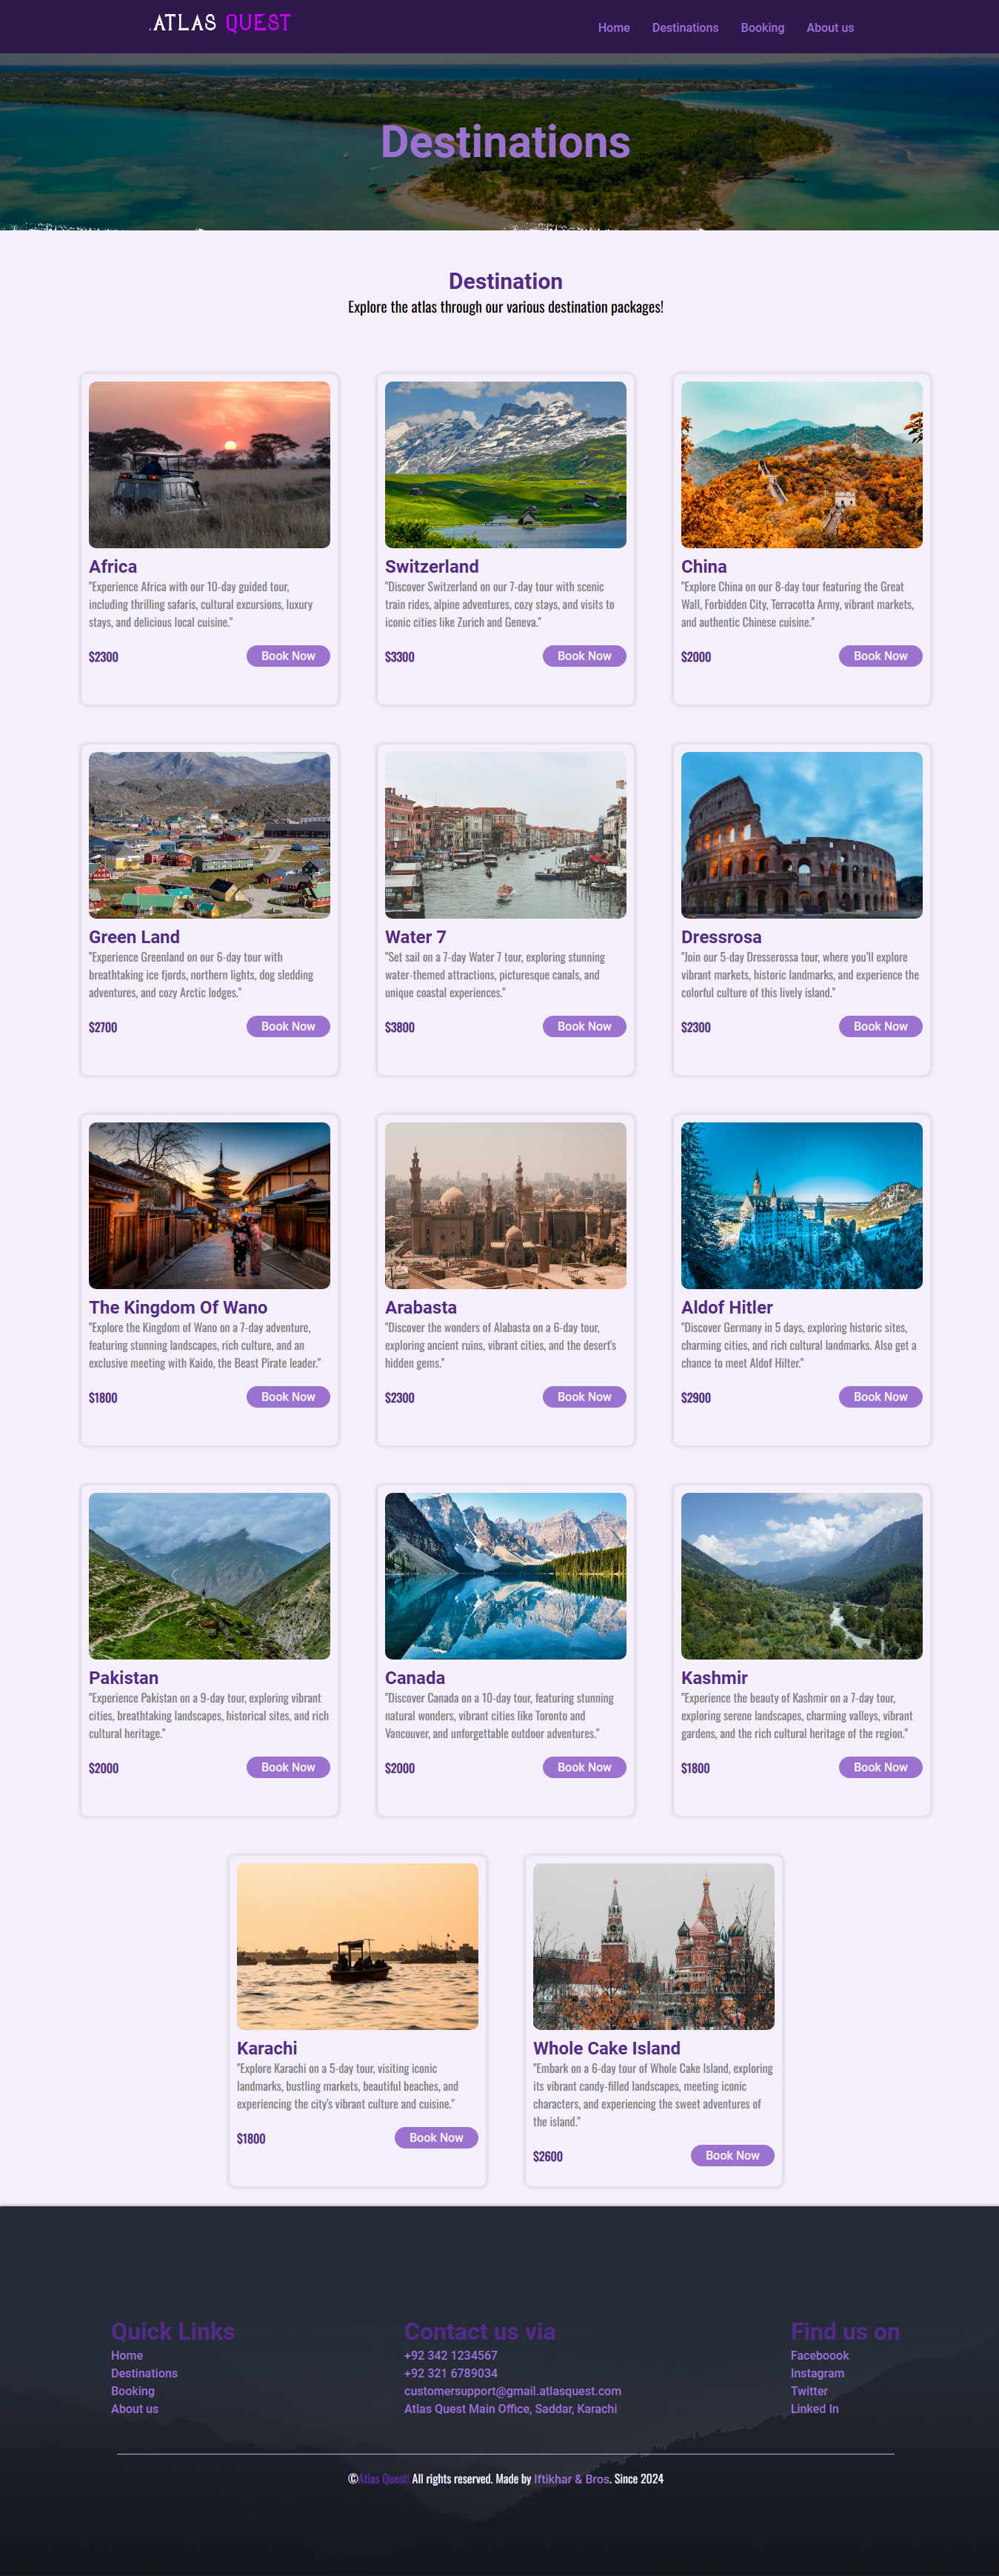 .ATLAS QUEST
Home Destinations Booking About us
Destinations
Destination
Explore the atlas through our various destination packages!
Africa
"Experience Africa with our 10-day guided tour,
including thrilling safaris, cultural excursions, luxury
stays, and delicious local cuisine."
$2300 Book Now
Switzerland
"Discover Switzerland on our 7-day tour with scenic
train rides, alpine adventures, cozy stays, and visits to
iconic cities like Zurich and Geneva."
$3300 Book Now
China
"Explore China on our 8-day tour featuring the Great
Wall, Forbidden City, Terracotta Army, vibrant markets,
and authentic Chinese cuisine."
$2000 Book Now
Green Land
"Experience Greenland on our 6-day tour with
breathtaking ice fjords, northern lights, dog sledding
adventures, and cozy Arctic lodges."
$2700 Book Now
Water 7
"Set sail on a 7-day Water 7 tour, exploring stunning
water-themed attractions, picturesque canals, and
unique coastal experiences."
$3800 Book Now
Dressrosa
"Join our 5-day Dresserosa tour, where you'll explore
vibrant markets, historic landmarks, and experience the
colorful culture of this lively island."
$2300 Book Now
The Kingdom Of Wano
"Explore the Kingdom of Wano on a 7-day adventure,
featuring stunning landscapes, rich culture, and an
exclusive meeting with Kaido, the Beast Pirate leader."
$1800 Book Now
Arabasta
"Discover the wonders of Alabasta on a 6-day tour,
exploring ancient ruins, vibrant cities, and the desert's
hidden gems."
$2300 Book Now
Aldof Hitler
"Discover Germany in 5 days, exploring historic sites,
charming cities, and rich cultural landmarks. Also get a
chance to meet Aldof Hilter."
$2900 Book Now
Pakistan
"Experience Pakistan on a 9-day tour, exploring vibrant
cities, breathtaking landscapes, historical sites, and rich
cultural heritage."
$2000 Book Now
Canada
"Discover Canada on a 10-day tour, featuring stunning
natural wonders, vibrant cities like Toronto and
Vancouver, and unforgettable outdoor adventures."
$2000 Book Now
Kashmir
"Experience the beauty of Kashmir on a 7-day tour,
exploring serene landscapes, charming valleys, vibrant
gardens, and the rich cultural heritage of the region."
$1800 Book Now
Karachi
"Explore Karachi on a 5-day tour, visiting iconic
landmarks, bustling markets, beautiful beaches, and
experiencing the city's vibrant culture and cuisine."
$1800 Book Now
Whole Cake Island
"Embark on a 6-day tour of Whole Cake Island, exploring
its vibrant candy-filled landscapes, meeting iconic
characters, and experiencing the sweet adventures of
the island."
$2600 Book Now
Quick Links
Home
Destinations
Booking
About us
Contact us via
+92 342 1234567
+92 321 6789034
customersupport@gmail.atlasquest.com
Atlas Quest Main Office, Saddar, Karachi
Find us on
Faceboook
Instagram
Twitter
Linked In
©Atlas Quest! All rights reserved. Made by Iftikhar & Bros. Since 2024